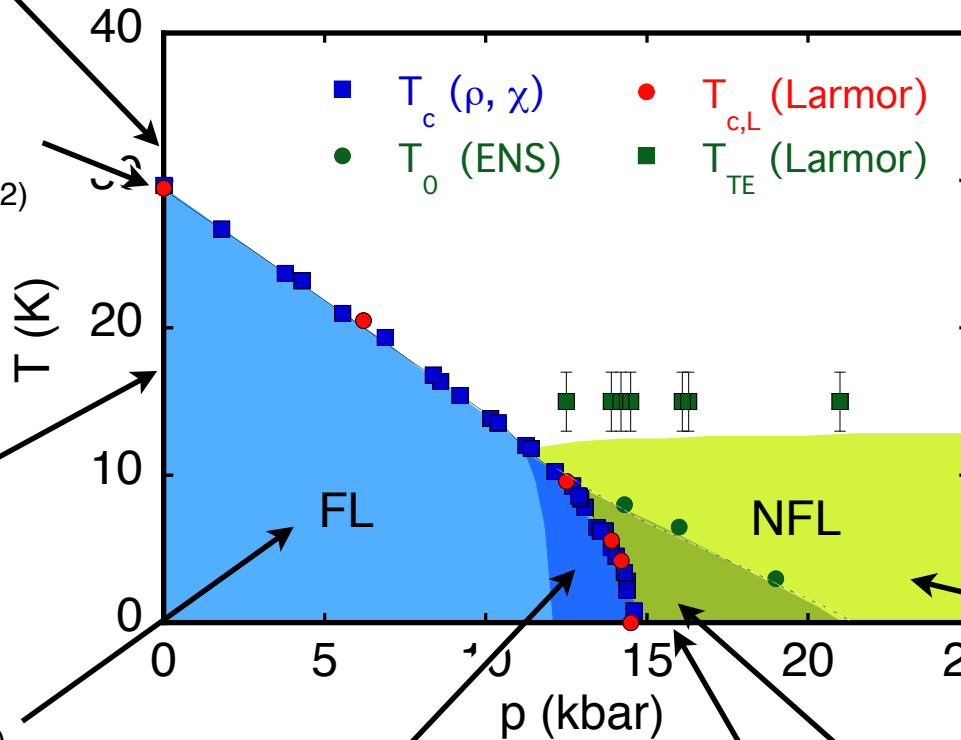 40
T_c (ρ, χ)
T_c,L (Larmor)
T_0 (ENS)
T_TE (Larmor)
2)
T (K)
20
10
FL
NFL
0
0
5
15
20
p (kbar)
)